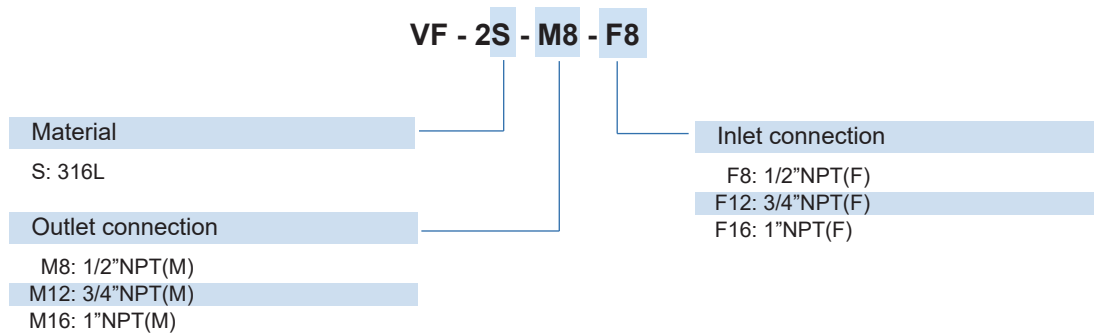 VF - 2S - M8 - F8
Material
S: 316L
Outlet connection
M8: 1/2”NPT(M)
M12: 3/4”NPT(M)
M16: 1”NPT(M)
Inlet connection
F8: 1/2”NPT(F)
F12: 3/4”NPT(F)
F16: 1”NPT(F)